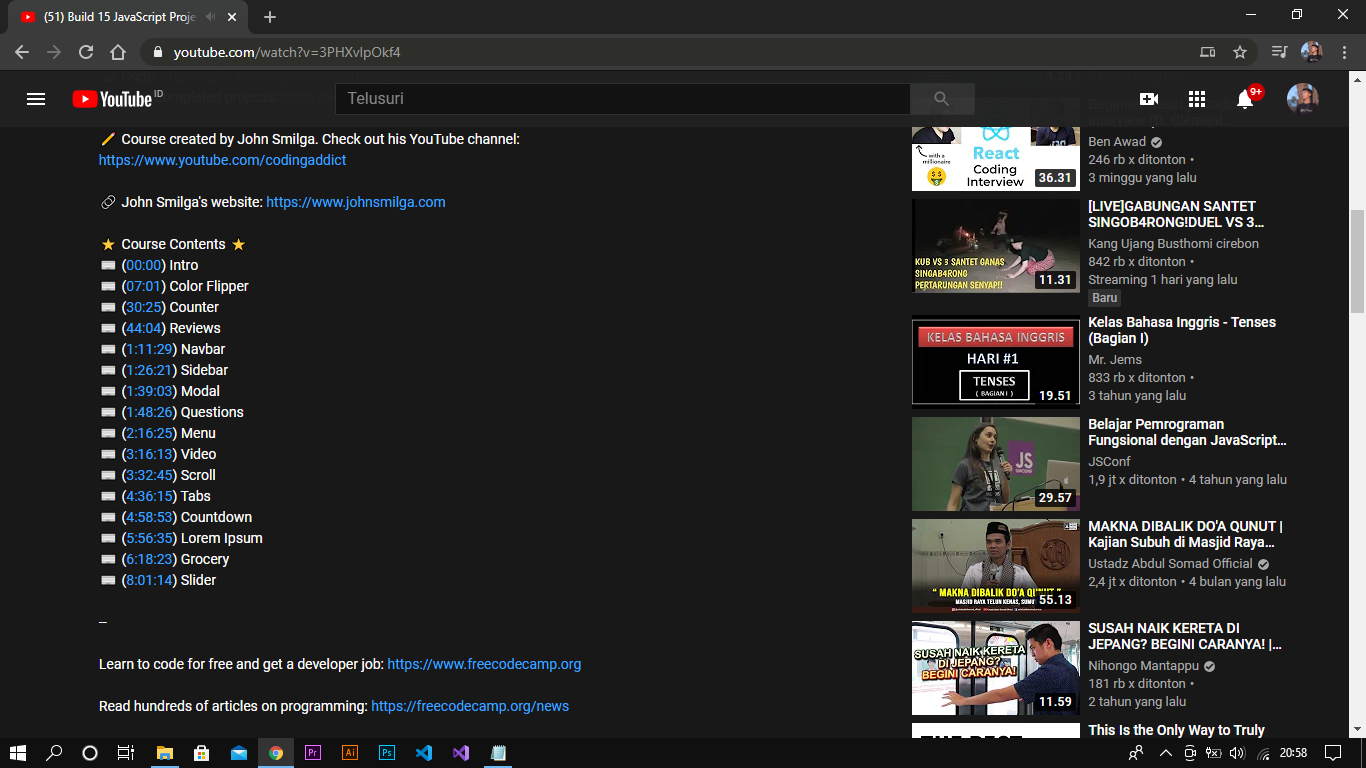 (51) Build 15 JavaScript Proje
youtube.com/watch?v=3PHXvlpOkf4
YouTube ID
Telusuri
9+
Course created by John Smilga. Check out his YouTube channel:
https://www.youtube.com/codingaddict
John Smilga's website: https://www.johnsmilga.com
Course Contents
(00:00) Intro
(07:01) Color Flipper
(30:25) Counter
(44:04) Reviews
(1:11:29) Navbar
(1:26:21) Sidebar
(1:39:03) Modal
(1:48:26) Questions
(2:16:25) Menu
(3:16:13) Video
(3:32:45) Scroll
(4:36:15) Tabs
(4:58:53) Countdown
(5:56:35) Lorem Ipsum
(6:18:23) Grocery
(8:01:14) Slider
--
Learn to code for free and get a developer job: https://www.freecodecamp.org
Read hundreds of articles on programming: https://freecodecamp.org/news
with a
millionaire
React
Coding
Interview
36.31
Ben Awad
246 rb x ditonton •
3 minggu yang lalu
KUB VS 3 SANTET GANAS
SINGAB4RONG
PERTARUNGAN SENYAP!!
11.31
[LIVE]GABUNGAN SANTET
SINGOB4RONG!DUEL VS 3…
Kang Ujang Busthomi cirebon
842 rb x ditonton •
Streaming 1 hari yang lalu
Baru
KELAS BAHASA INGGRIS
HARI #1
TENSES
( BAGIAN I )
19.51
Kelas Bahasa Inggris - Tenses
(Bagian I)
Mr. Jems
833 rb x ditonton •
3 tahun yang lalu
JS
29.57
Belajar Pemrograman
Fungsional dengan JavaScript…
JSConf
1,9 jt x ditonton • 4 tahun yang lalu
“ MAKNA DIBALIK DO'A QUNUT ”
MASJID RAYA TELUK KENAS, SUMUT
55.13
MAKNA DIBALIK DO'A QUNUT |
Kajian Subuh di Masjid Raya…
Ustadz Abdul Somad Official
2,4 jt x ditonton • 4 bulan yang lalu
SUSAH NAIK KERETA
DI JEPANG?
BEGINI CARANYA!
11.59
SUSAH NAIK KERETA DI
JEPANG? BEGINI CARANYA! |…
Nihongo Mantappu
181 rb x ditonton •
2 tahun yang lalu
THE BEST
This Is the Only Way to Truly
Pr
Ai
Ps
20:58